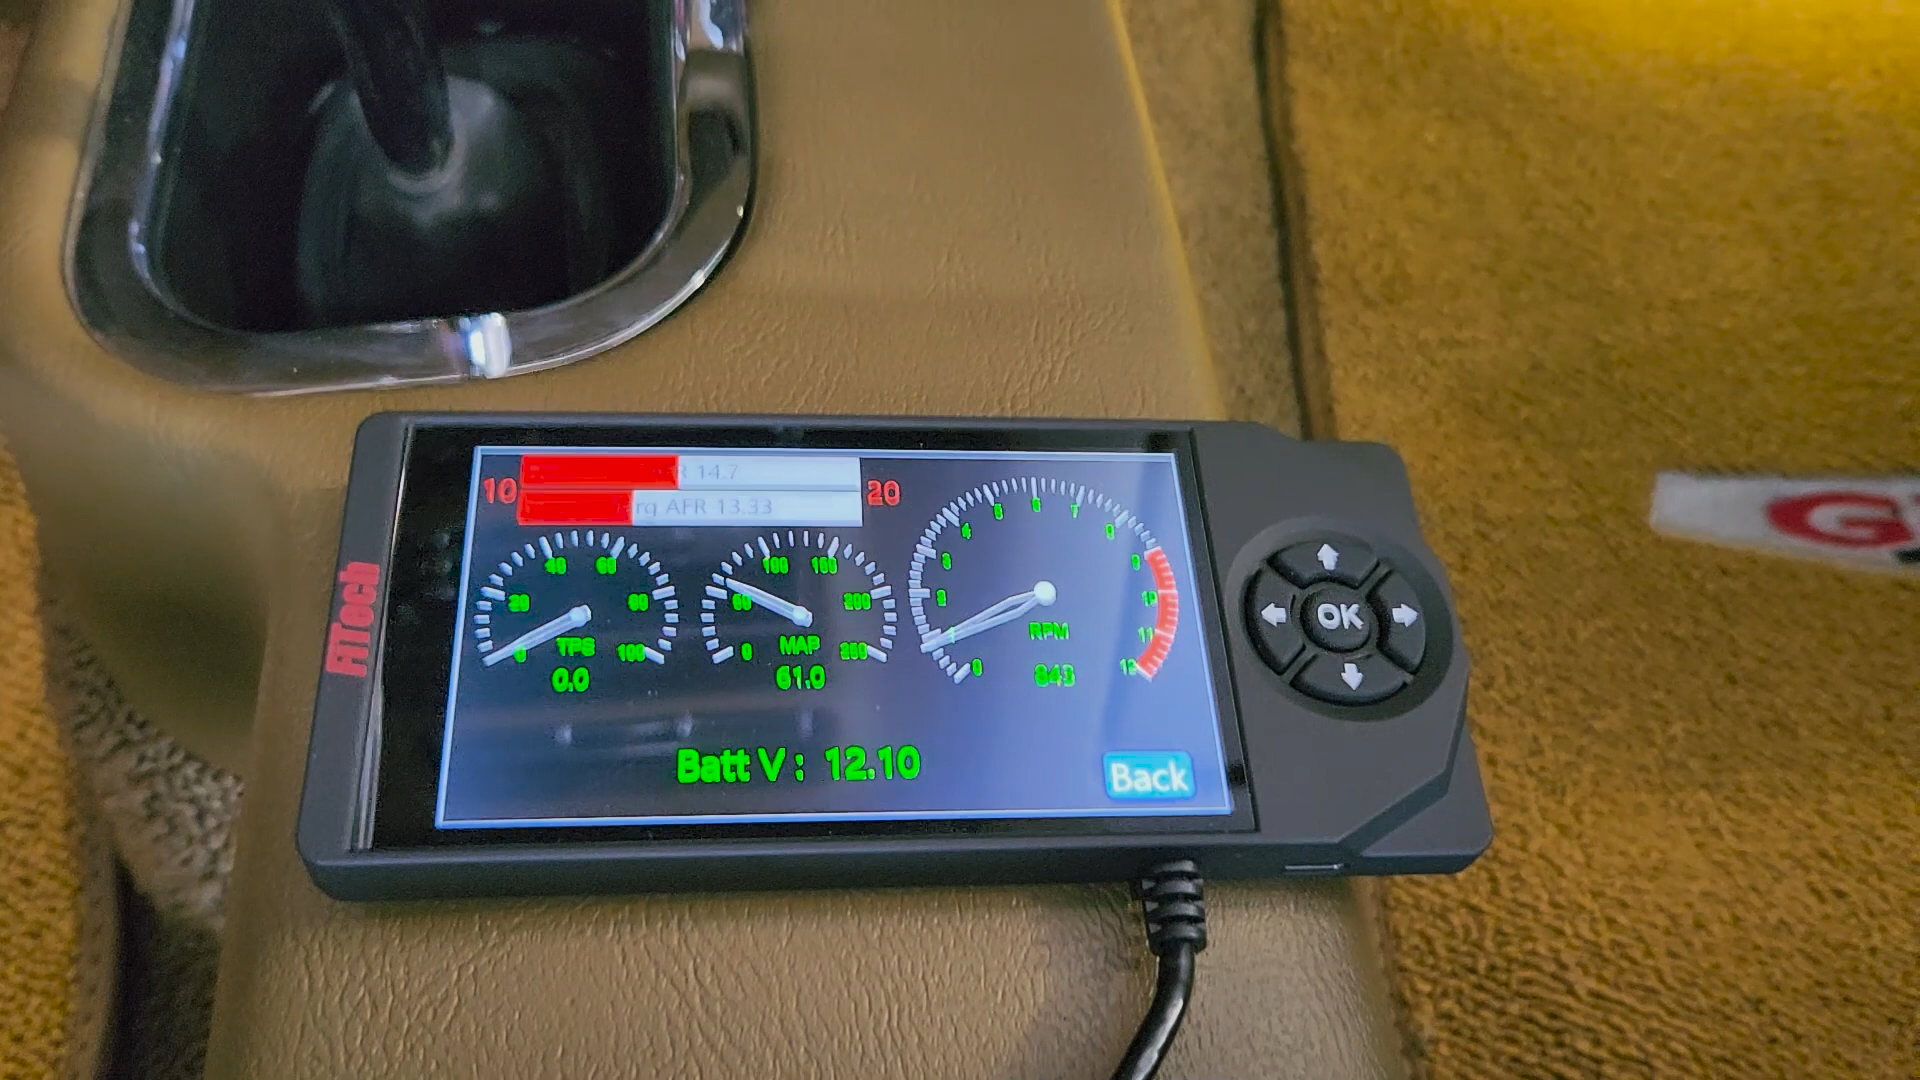 FiTech
10
R 14.7
rg AFR 13.33
20
0 20 40 60 80 100
TPS
0.0
0 50 100 150 200 250
MAP
61.0
0 1 2 3 4 5 6 7 8 9 10 11 12
RPM
843
Batt V : 12.10
Back
OK
G